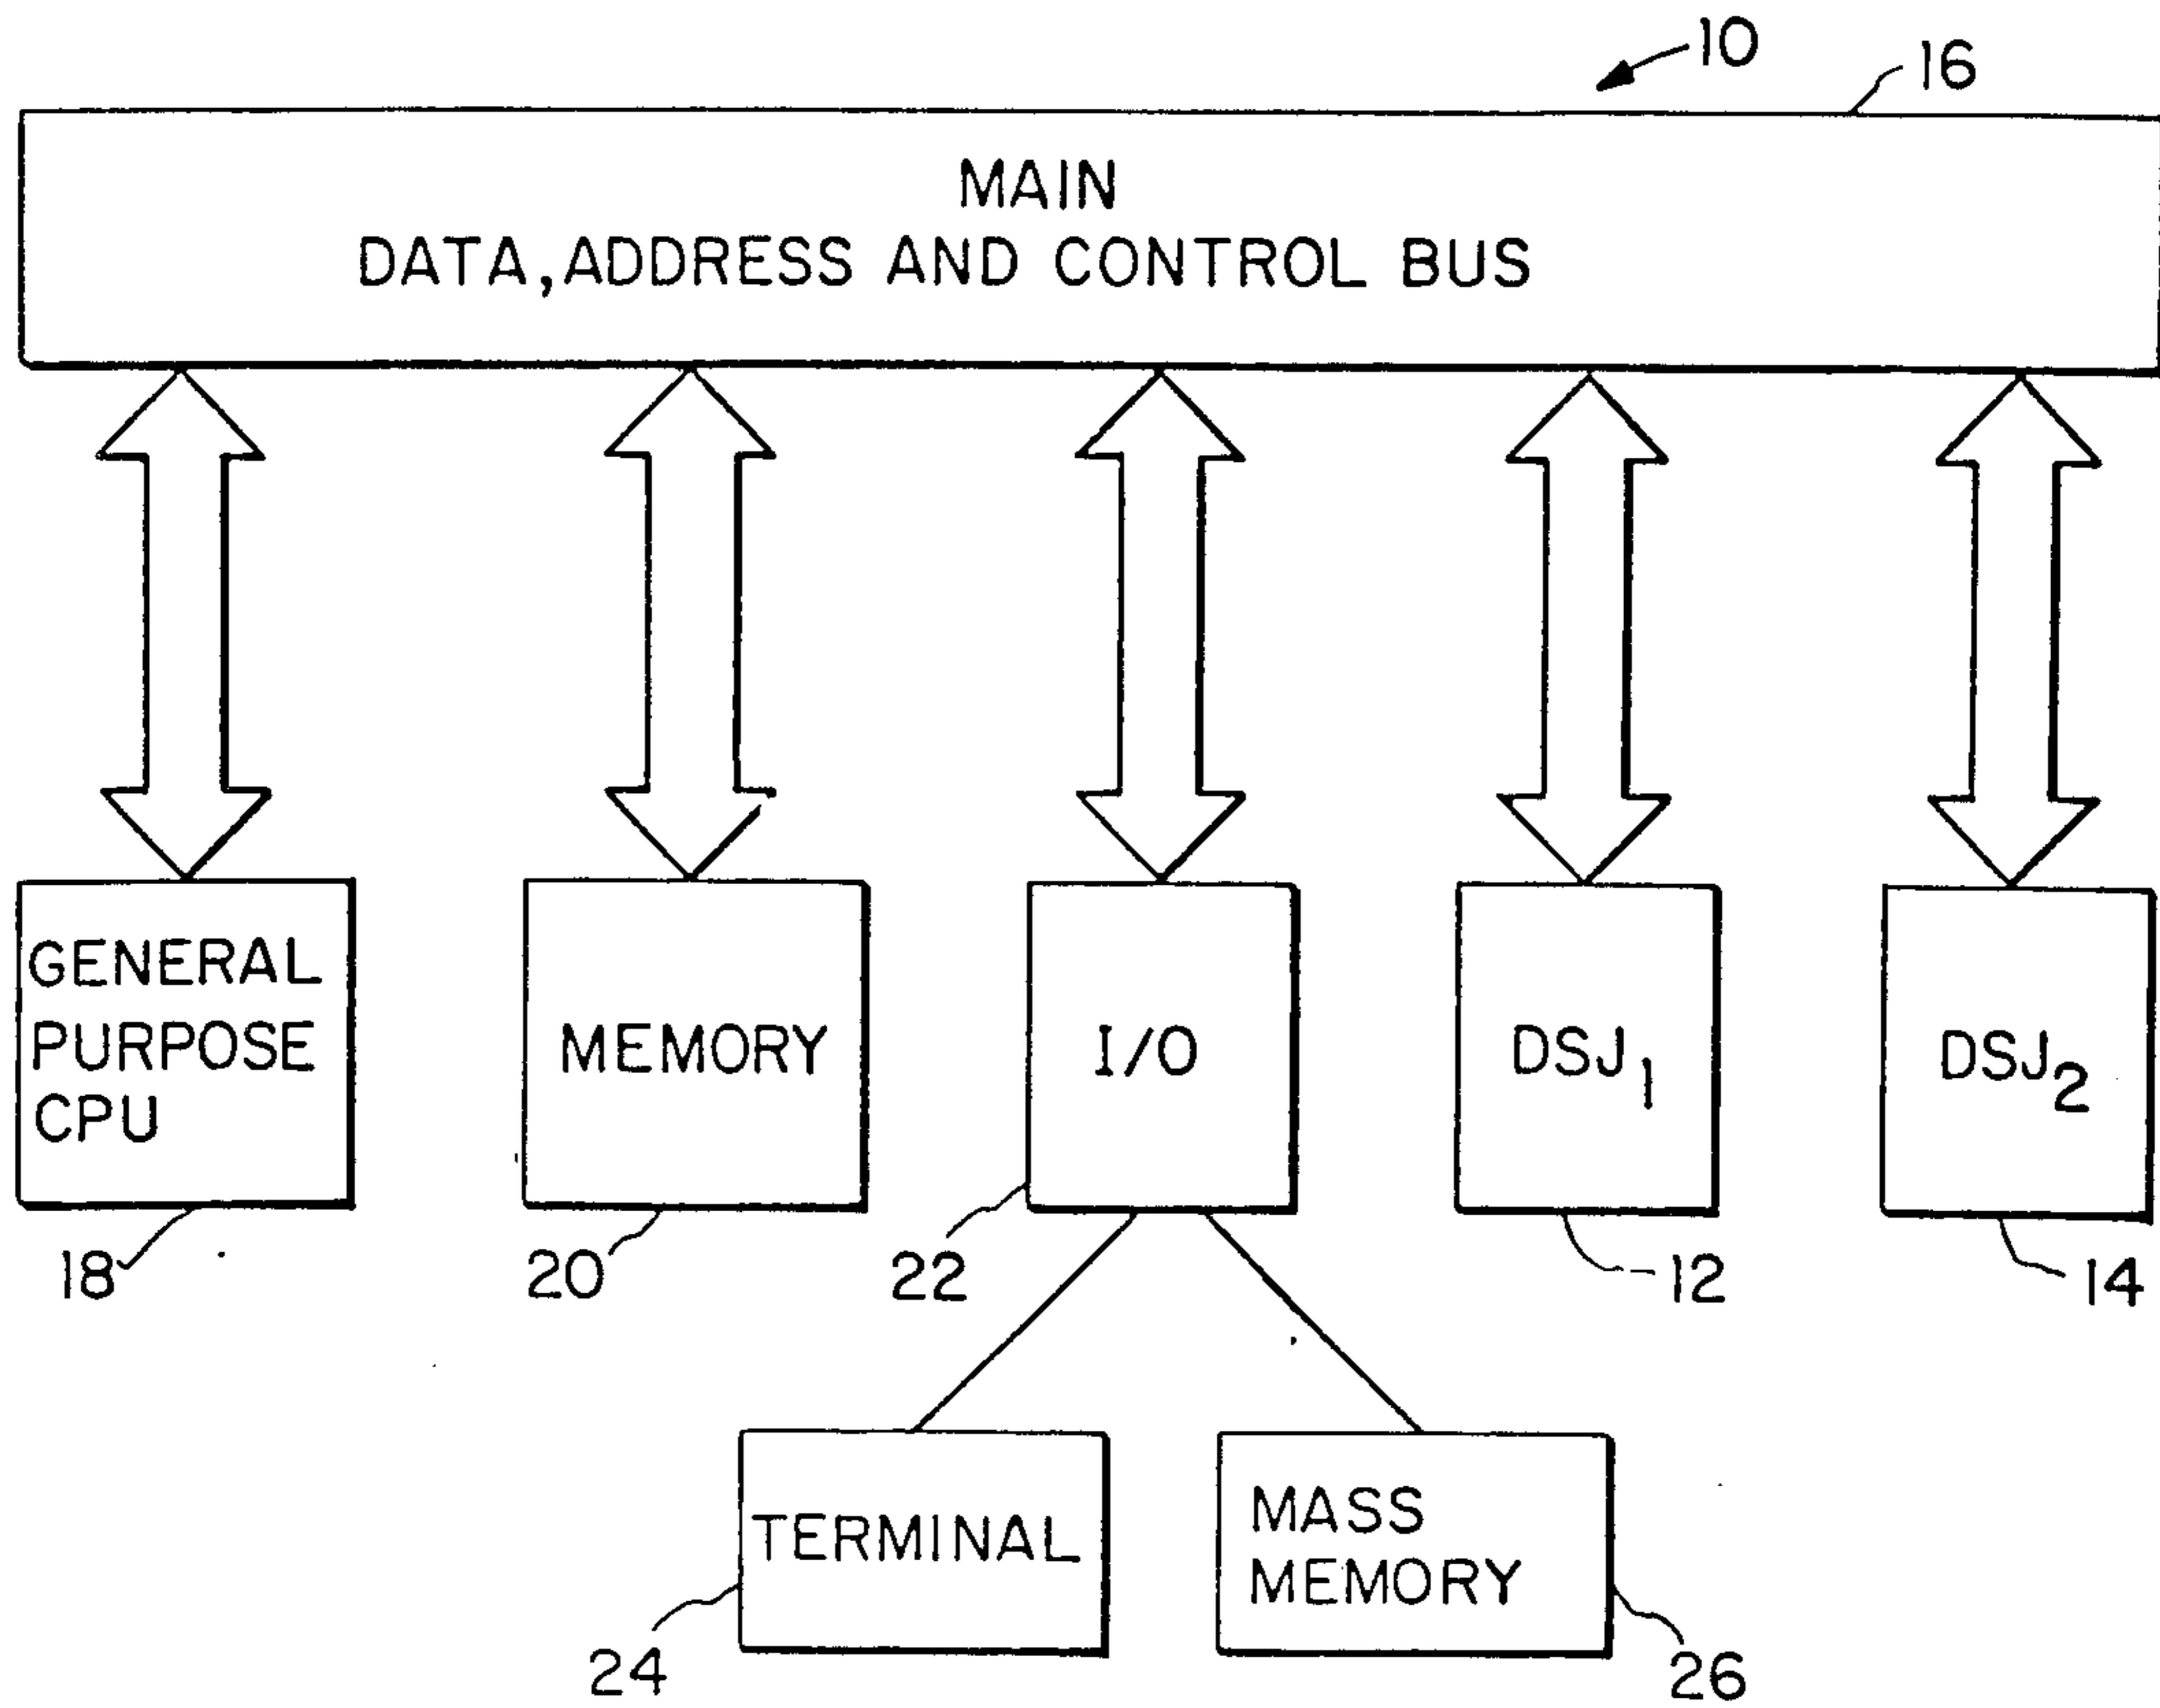 10
16
MAIN
DATA, ADDRESS AND CONTROL BUS
GENERAL
PURPOSE
CPU
MEMORY
I/O
DSJ1
DSJ2
18
20
22
12
14
TERMINAL
MASS
MEMORY
24
26